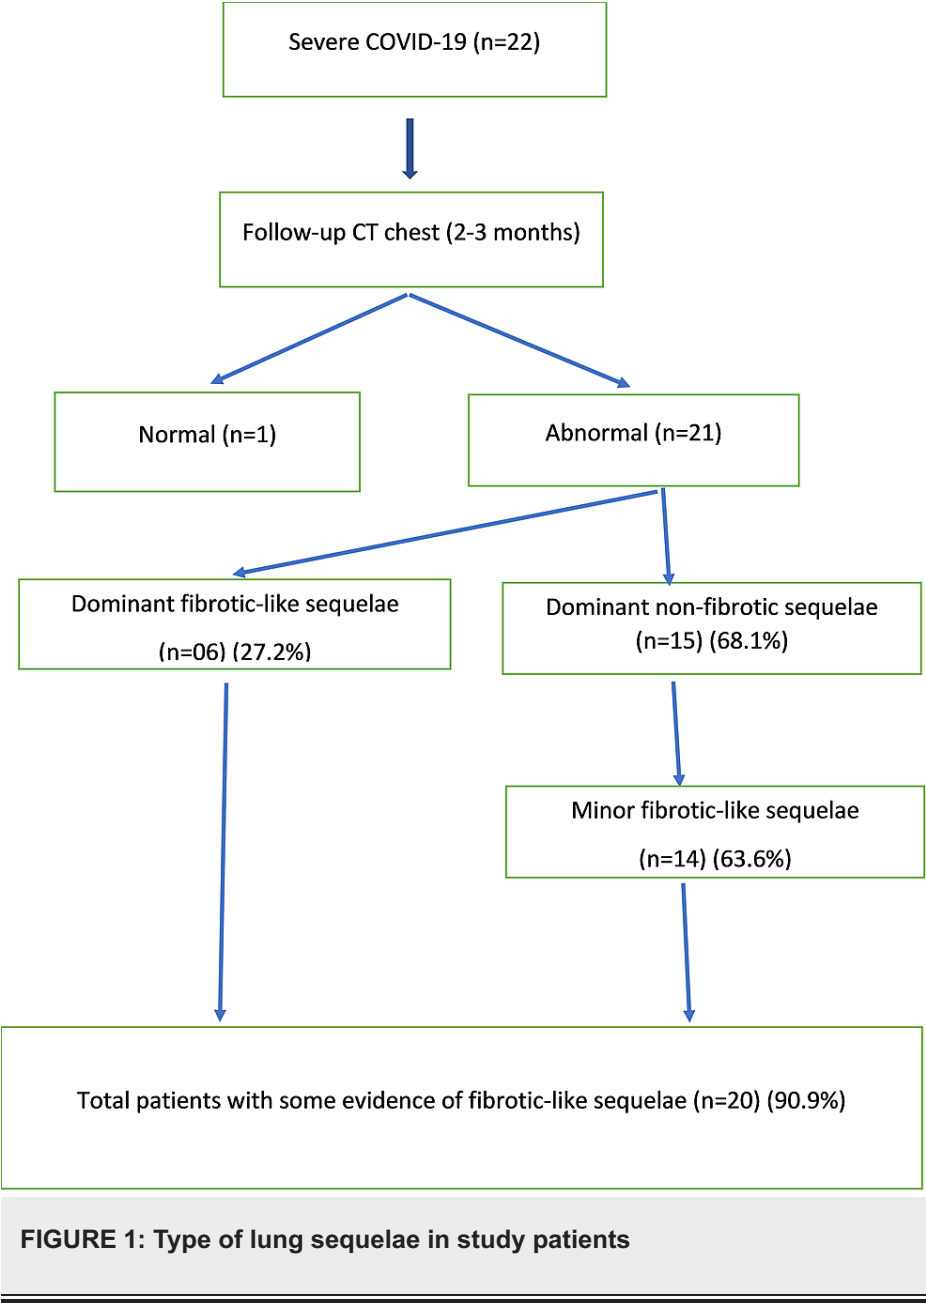 Severe COVID-19 (n=22)
Follow-up CT chest (2-3 months)
Normal (n=1)
Abnormal (n=21)
Dominant fibrotic-like sequelae
(n=06) (27.2%)
Dominant non-fibrotic sequelae
(n=15) (68.1%)
Minor fibrotic-like sequelae
(n=14) (63.6%)
Total patients with some evidence of fibrotic-like sequelae (n=20) (90.9%)
FIGURE 1: Type of lung sequelae in study patients